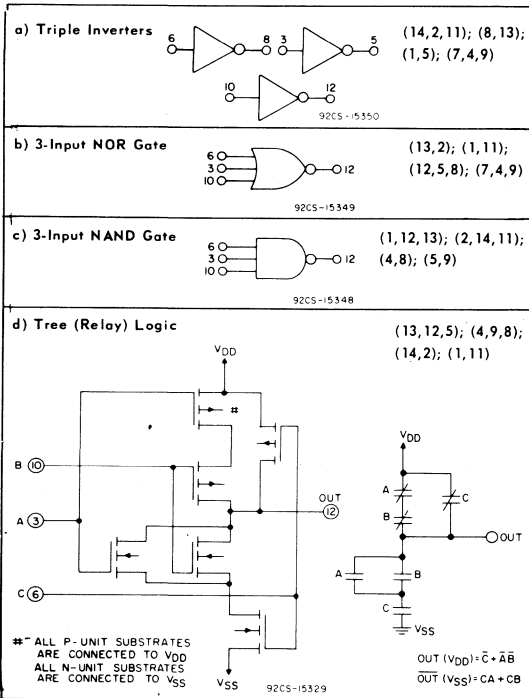 a) Triple Inverters
(14,2,11); (8,13);
(1,5); (7,4,9)
6
8
3
5
10
12
92CS-15350
b) 3-Input NOR Gate
(13,2); (1,11);
(12,5,8); (7,4,9)
6
3
10
12
92CS-15349
c) 3-Input NAND Gate
(1,12,13); (2,14,11);
(4,8); (5,9)
6
3
10
12
92CS-15348
d) Tree (Relay) Logic
(13,12,5); (4,9,8);
(14,2); (1,11)
VDD
#
B 10
A 3
C 6
OUT
12
VSS
VDD
A
C
B
OUT
A
B
C
VSS
# ALL P-UNIT SUBSTRATES
ARE CONNECTED TO VDD
ALL N-UNIT SUBSTRATES
ARE CONNECTED TO VSS
92CS-15329
OUT (VDD) = C̄ + ĀB̄
O̅U̅T̅ (VSS) = CA + CB